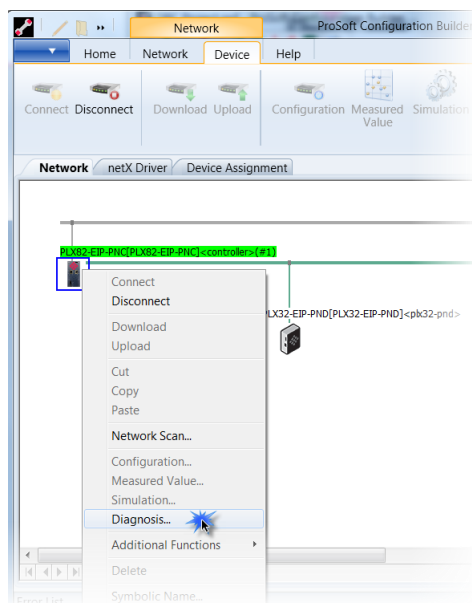 Network
ProSoft Configuration Builder
Home Network Device Help
Connect Disconnect Download Upload Configuration Measured Value Simulation
Network netX Driver Device Assignment
PLX82-EIP-PNC[PLX82-EIP-PNC]<controller>(#1)
PLX32-EIP-PND[PLX32-EIP-PND]<plx32-pnd>
Connect
Disconnect
Download
Upload
Cut
Copy
Paste
Network Scan...
Configuration...
Measured Value...
Simulation...
Diagnosis...
Additional Functions
Delete
Symbolic Name...
Error List